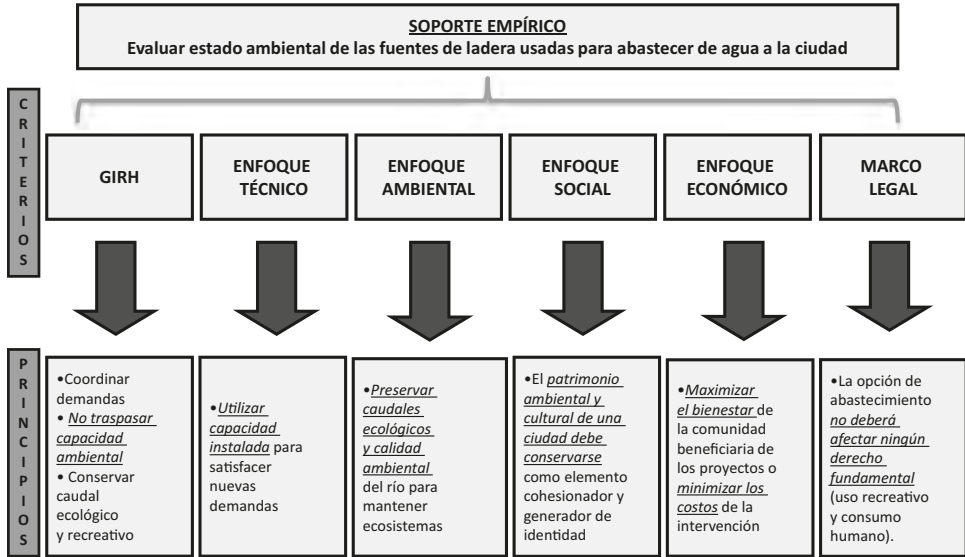 SOPORTE EMPÍRICO
Evaluar estado ambiental de las fuentes de ladera usadas para abastecer de agua a la ciudad
CRITERIOS
GIRH
ENFOQUE
TÉCNICO
ENFOQUE
AMBIENTAL
ENFOQUE
SOCIAL
ENFOQUE
ECONÓMICO
MARCO
LEGAL
PRINCIPIOS
•Coordinar
demandas
• No traspasar
capacidad
ambiental
• Conservar
caudal
ecológico
y recreativo
•Utilizar
capacidad
instalada para
satisfacer
nuevas
demandas
•Preservar
caudales
ecológicos
y calidad
ambiental
del río para
mantener
ecosistemas
•El patrimonio
ambiental y
cultural de una
ciudad debe
conservarse
como elemento
cohesionador y
generador de
identidad
•Maximizar
el bienestar de
la comunidad
beneficiaria
de los proyectos o
minimizar los
costos de la
intervención
•La opción de
abastecimiento
no deberá
afectar ningún
derecho
fundamental
(uso recreativo
y consumo
humano).